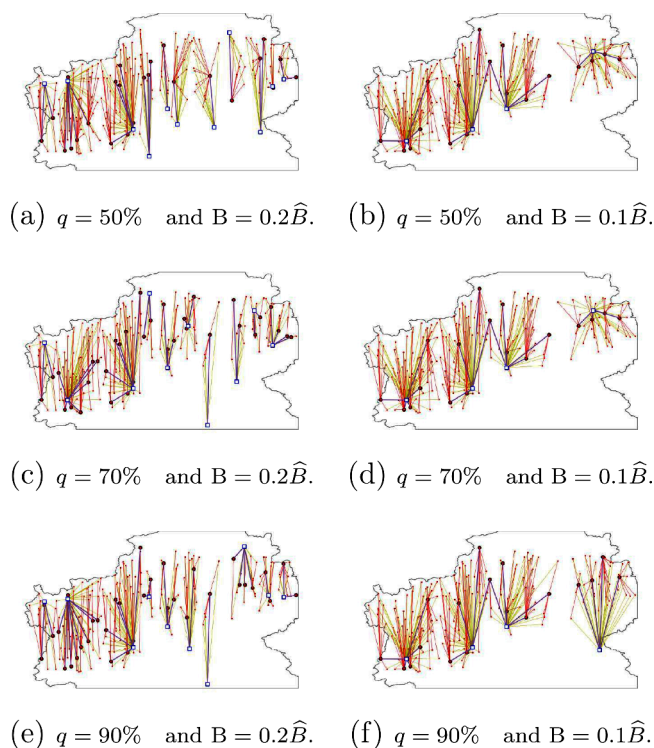 (a) q = 50% and B = 0.2B̂.
(b) q = 50% and B = 0.1B̂.
(c) q = 70% and B = 0.2B̂.
(d) q = 70% and B = 0.1B̂.
(e) q = 90% and B = 0.2B̂.
(f) q = 90% and B = 0.1B̂.